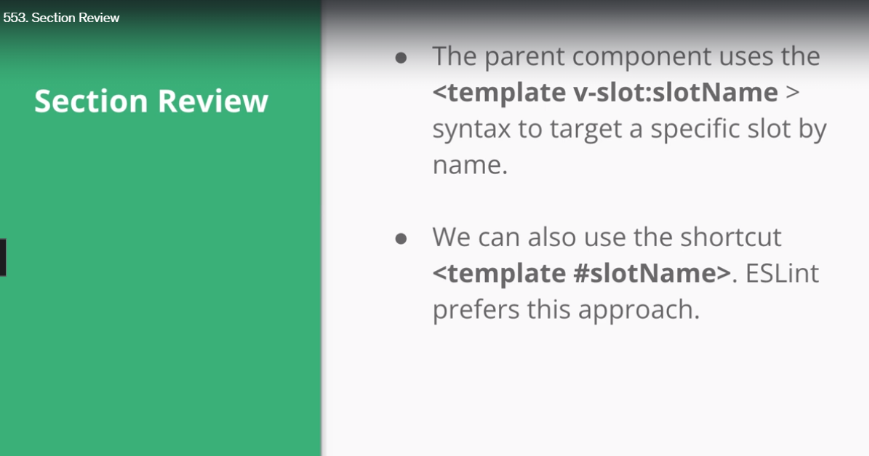 553. Section Review
Section Review
● The parent component uses the
<template v-slot:slotName >
syntax to target a specific slot by
name.
● We can also use the shortcut
<template #slotName>. ESLint
prefers this approach.